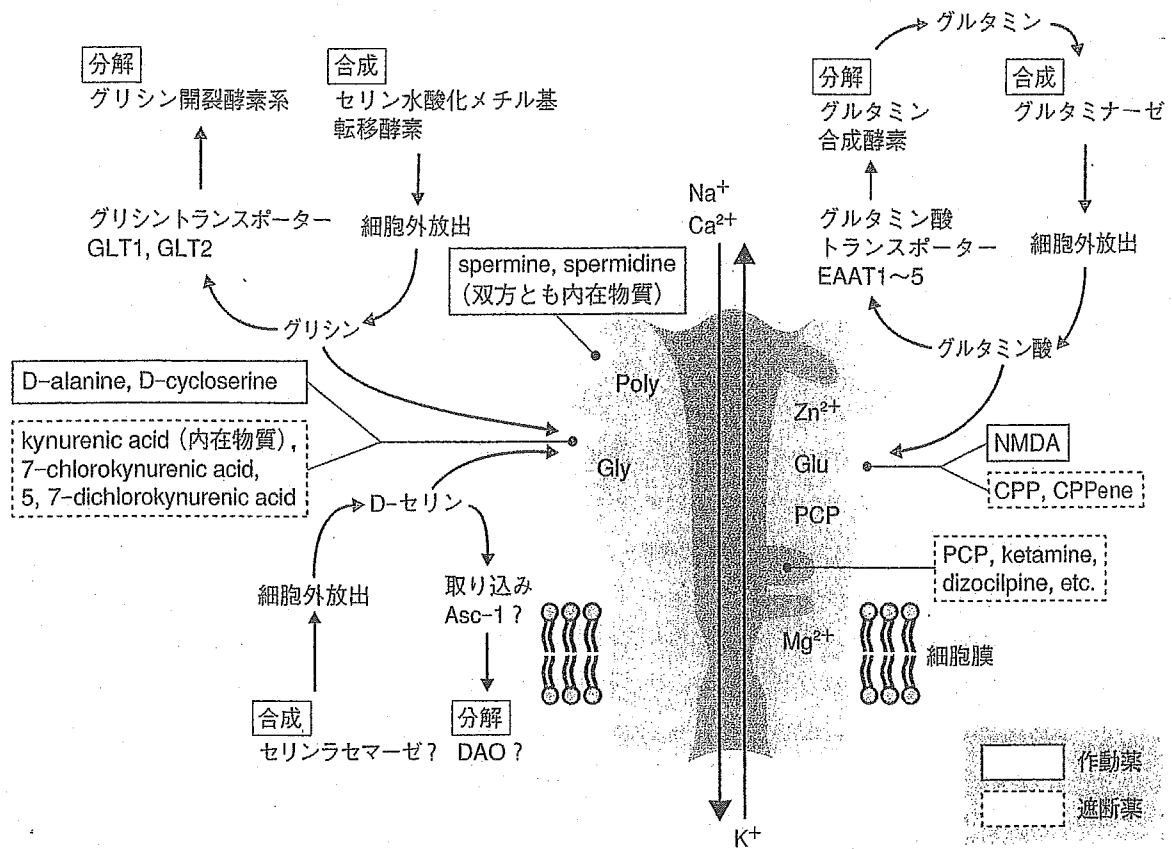 グルタミン
分解
グリシン開裂酵素系
合成
セリン水酸化メチル基
転移酵素
分解
グルタミン
合成酵素
合成
グルタミナーゼ
グリシントランスポーター
GLT1, GLT2
細胞外放出
Na⁺
Ca²⁺
グルタミン酸
トランスポーター
EAAT1〜5
細胞外放出
spermine, spermidine
（双方とも内在物質）
グリシン
グルタミン酸
D-alanine, D-cycloserine
Poly
Zn²⁺
kynurenic acid（内在物質）,
7-chlorokynurenic acid,
5, 7-dichlorokynurenic acid
Gly
Glu
NMDA
CPP, CPPene
D-セリン
PCP
PCP, ketamine,
dizocilpine, etc.
細胞外放出
取り込み
Asc-1？
Mg²⁺
細胞膜
合成
セリンラセマーゼ？
分解
DAO？
作動薬
遮断薬
K⁺